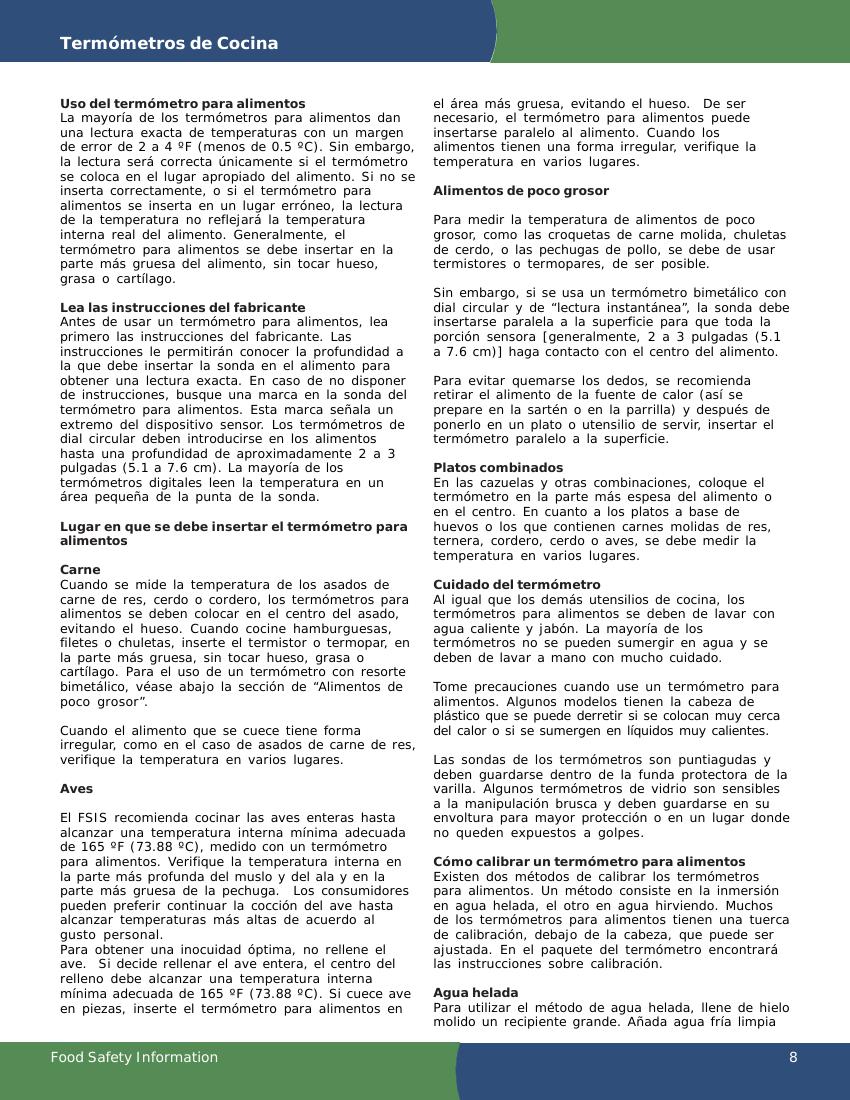 Termómetros de Cocina
Uso del termómetro para alimentos
La mayoría de los termómetros para alimentos dan
una lectura exacta de temperaturas con un margen
de error de 2 a 4 ºF (menos de 0.5 ºC). Sin embargo,
la lectura será correcta únicamente si el termómetro
se coloca en el lugar apropiado del alimento. Si no se
inserta correctamente, o si el termómetro para
alimentos se inserta en un lugar erróneo, la lectura
de la temperatura no reflejará la temperatura
interna real del alimento. Generalmente, el
termómetro para alimentos se debe insertar en la
parte más gruesa del alimento, sin tocar hueso,
grasa o cartílago.
Lea las instrucciones del fabricante
Antes de usar un termómetro para alimentos, lea
primero las instrucciones del fabricante. Las
instrucciones le permitirán conocer la profundidad a
la que debe insertar la sonda en el alimento para
obtener una lectura exacta. En caso de no disponer
de instrucciones, busque una marca en la sonda del
termómetro para alimentos. Esta marca señala un
extremo del dispositivo sensor. Los termómetros de
dial circular deben introducirse en los alimentos
hasta una profundidad de aproximadamente 2 a 3
pulgadas (5.1 a 7.6 cm). La mayoría de los
termómetros digitales leen la temperatura en un
área pequeña de la punta de la sonda.
Lugar en que se debe insertar el termómetro para
alimentos
Carne
Cuando se mide la temperatura de los asados de
carne de res, cerdo o cordero, los termómetros para
alimentos se deben colocar en el centro del asado,
evitando el hueso. Cuando cocine hamburguesas,
filetes o chuletas, inserte el termistor o termopar, en
la parte más gruesa, sin tocar hueso, grasa o
cartílago. Para el uso de un termómetro con resorte
bimetálico, véase abajo la sección de “Alimentos de
poco grosor”.
Cuando el alimento que se cuece tiene forma
irregular, como en el caso de asados de carne de res,
verifique la temperatura en varios lugares.
Aves
El FSIS recomienda cocinar las aves enteras hasta
alcanzar una temperatura interna mínima adecuada
de 165 ºF (73.88 ºC), medido con un termómetro
para alimentos. Verifique la temperatura interna en
la parte más profunda del muslo y del ala y en la
parte más gruesa de la pechuga.  Los consumidores
pueden preferir continuar la cocción del ave hasta
alcanzar temperaturas más altas de acuerdo al
gusto personal.
Para obtener una inocuidad óptima, no rellene el
ave.  Si decide rellenar el ave entera, el centro del
relleno debe alcanzar una temperatura interna
mínima adecuada de 165 ºF (73.88 ºC). Si cuece ave
en piezas, inserte el termómetro para alimentos en
el área más gruesa, evitando el hueso.  De ser
necesario, el termómetro para alimentos puede
insertarse paralelo al alimento. Cuando los
alimentos tienen una forma irregular, verifique la
temperatura en varios lugares.
Alimentos de poco grosor
Para medir la temperatura de alimentos de poco
grosor, como las croquetas de carne molida, chuletas
de cerdo, o las pechugas de pollo, se debe de usar
termistores o termopares, de ser posible.
Sin embargo, si se usa un termómetro bimetálico con
dial circular y de “lectura instantánea”, la sonda debe
insertarse paralela a la superficie para que toda la
porción sensora [generalmente, 2 a 3 pulgadas (5.1
a 7.6 cm)] haga contacto con el centro del alimento.
Para evitar quemarse los dedos, se recomienda
retirar el alimento de la fuente de calor (así se
prepare en la sartén o en la parrilla) y después de
ponerlo en un plato o utensilio de servir, insertar el
termómetro paralelo a la superficie.
Platos combinados
En las cazuelas y otras combinaciones, coloque el
termómetro en la parte más espesa del alimento o
en el centro. En cuanto a los platos a base de
huevos o los que contienen carnes molidas de res,
ternera, cordero, cerdo o aves, se debe medir la
temperatura en varios lugares.
Cuidado del termómetro
Al igual que los demás utensilios de cocina, los
termómetros para alimentos se deben de lavar con
agua caliente y jabón. La mayoría de los
termómetros no se pueden sumergir en agua y se
deben de lavar a mano con mucho cuidado.
Tome precauciones cuando use un termómetro para
alimentos. Algunos modelos tienen la cabeza de
plástico que se puede derretir si se colocan muy cerca
del calor o si se sumergen en líquidos muy calientes.
Las sondas de los termómetros son puntiagudas y
deben guardarse dentro de la funda protectora de la
varilla. Algunos termómetros de vidrio son sensibles
a la manipulación brusca y deben guardarse en su
envoltura para mayor protección o en un lugar donde
no queden expuestos a golpes.
Cómo calibrar un termómetro para alimentos
Existen dos métodos de calibrar los termómetros
para alimentos. Un método consiste en la inmersión
en agua helada, el otro en agua hirviendo. Muchos
de los termómetros para alimentos tienen una tuerca
de calibración, debajo de la cabeza, que puede ser
ajustada. En el paquete del termómetro encontrará
las instrucciones sobre calibración.
Agua helada
Para utilizar el método de agua helada, llene de hielo
molido un recipiente grande. Añada agua fría limpia
Food Safety Information
8